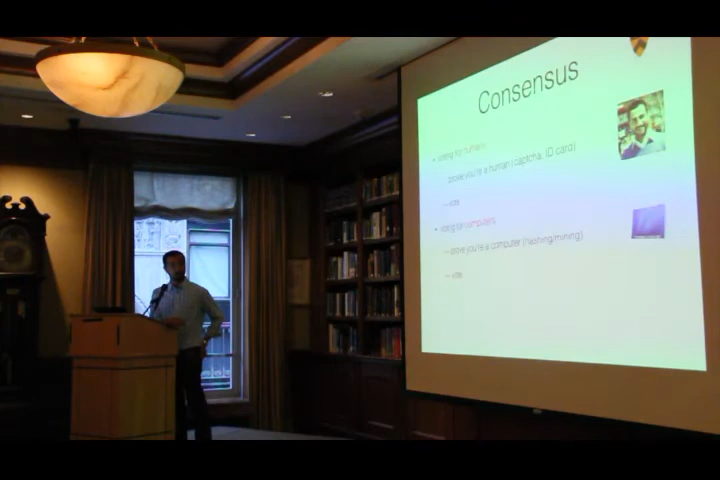 Consensus
• voting for humans
— prove you're a human (captcha, ID card)
— vote
• voting for computers
— prove you're a computer (hashing/mining)
— vote